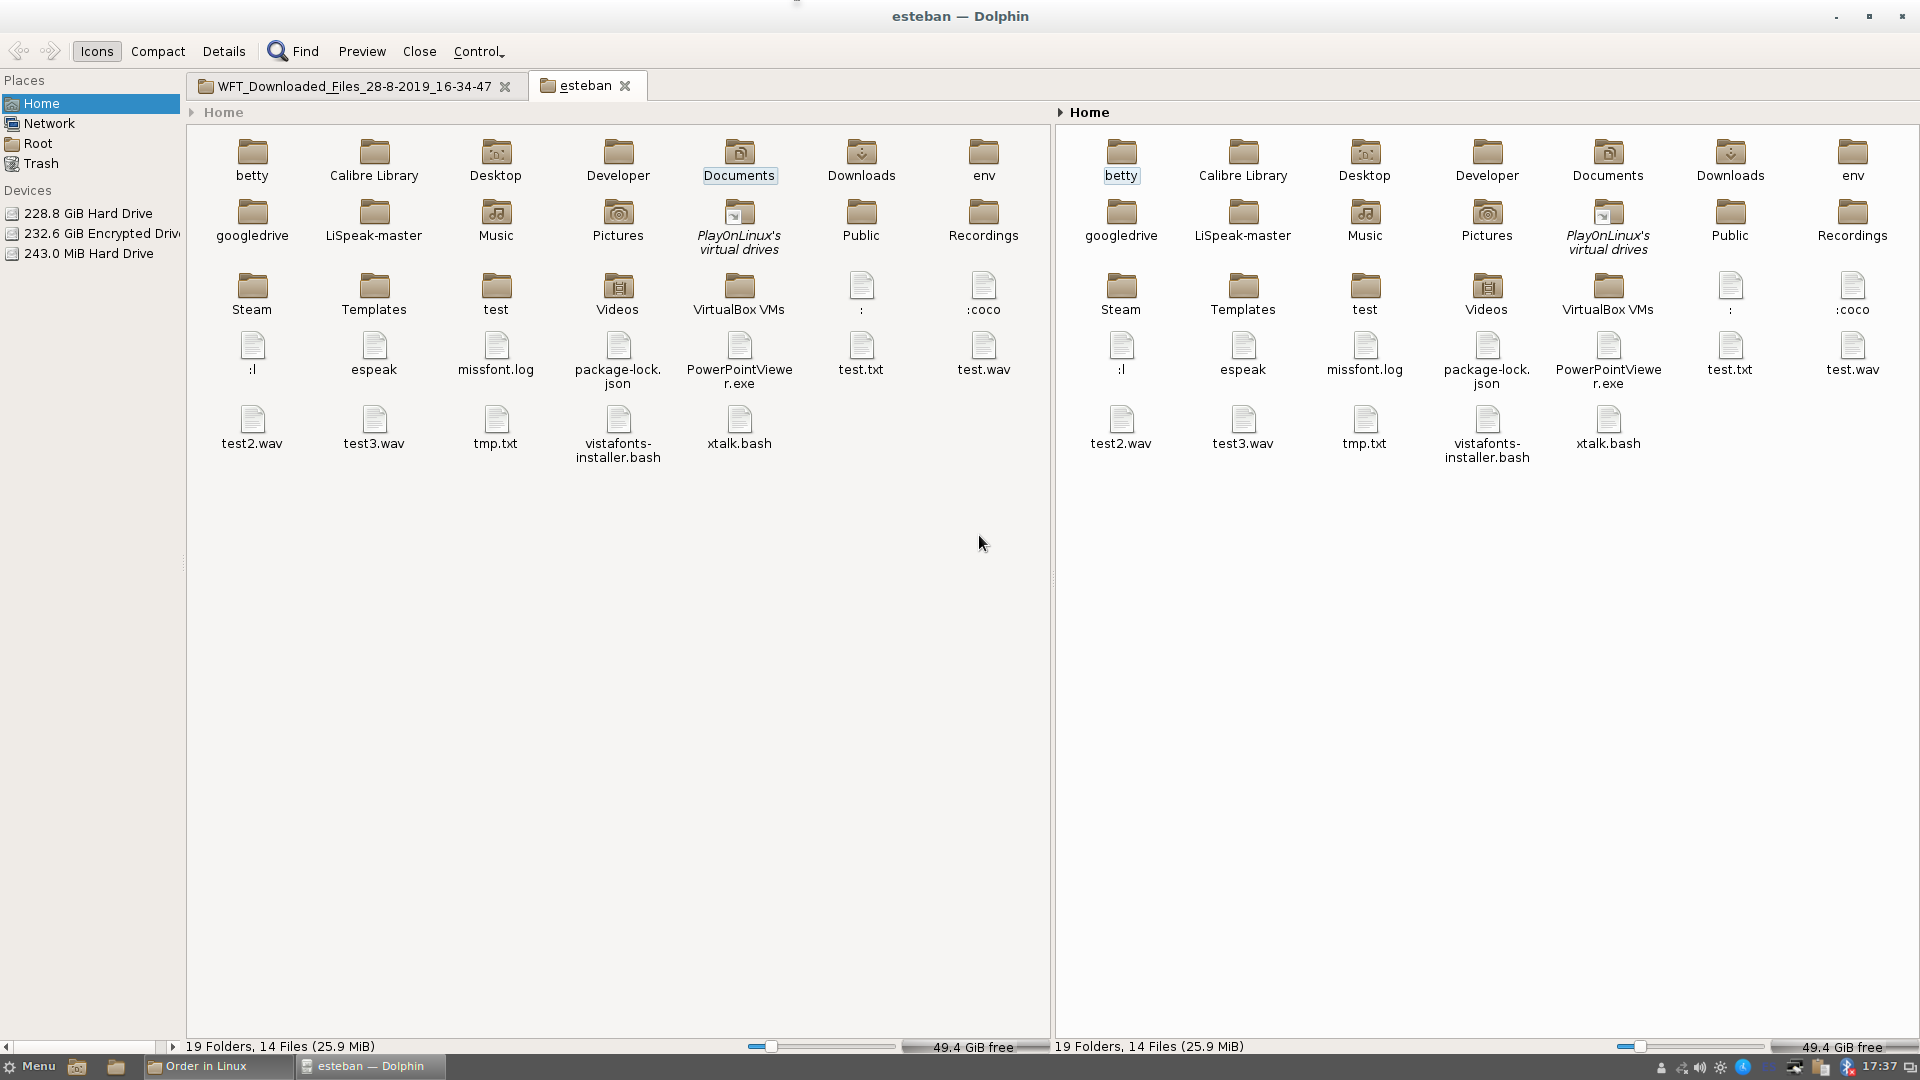 esteban — Dolphin
Icons Compact Details Find Preview Close Control
Places
Home
Network
Root
Trash
Devices
228.8 GiB Hard Drive
232.6 GiB Encrypted Driv
243.0 MiB Hard Drive
WFT_Downloaded_Files_28-8-2019_16-34-47 esteban
Home
betty Calibre Library Desktop Developer Documents Downloads env
googledrive LiSpeak-master Music Pictures PlayOnLinux's Public Recordings
virtual drives
Steam Templates test Videos VirtualBox VMs : :coco
:l espeak missfont.log package-lock. PowerPointViewe test.txt test.wav
json r.exe
test2.wav test3.wav tmp.txt vistafonts- xtalk.bash
installer.bash
19 Folders, 14 Files (25.9 MiB) 49.4 GiB free
Home
betty Calibre Library Desktop Developer Documents Downloads env
googledrive LiSpeak-master Music Pictures PlayOnLinux's Public Recordings
virtual drives
Steam Templates test Videos VirtualBox VMs : :coco
:l espeak missfont.log package-lock. PowerPointViewe test.txt test.wav
json r.exe
test2.wav test3.wav tmp.txt vistafonts- xtalk.bash
installer.bash
19 Folders, 14 Files (25.9 MiB) 49.4 GiB free
Menu Order in Linux esteban — Dolphin 17:37